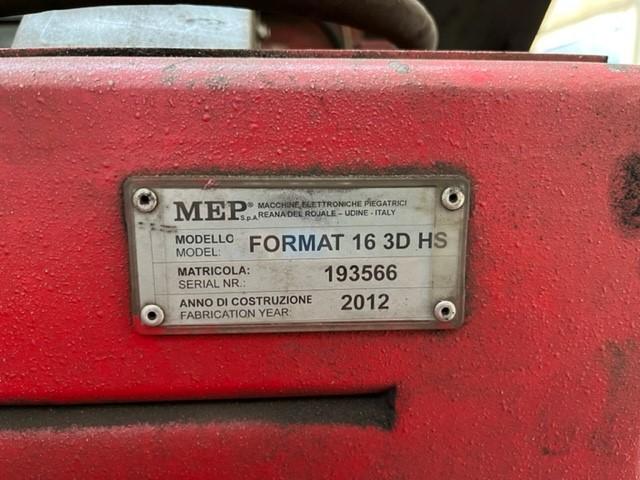 MEP® S.p.A. MACCHINE ELETTRONICHE PIEGATRICI
REANA DEL ROJALE - UDINE - ITALY
MODELLO
MODEL: FORMAT 16 3D HS
MATRICOLA:
SERIAL NR.: 193566
ANNO DI COSTRUZIONE
FABRICATION YEAR: 2012